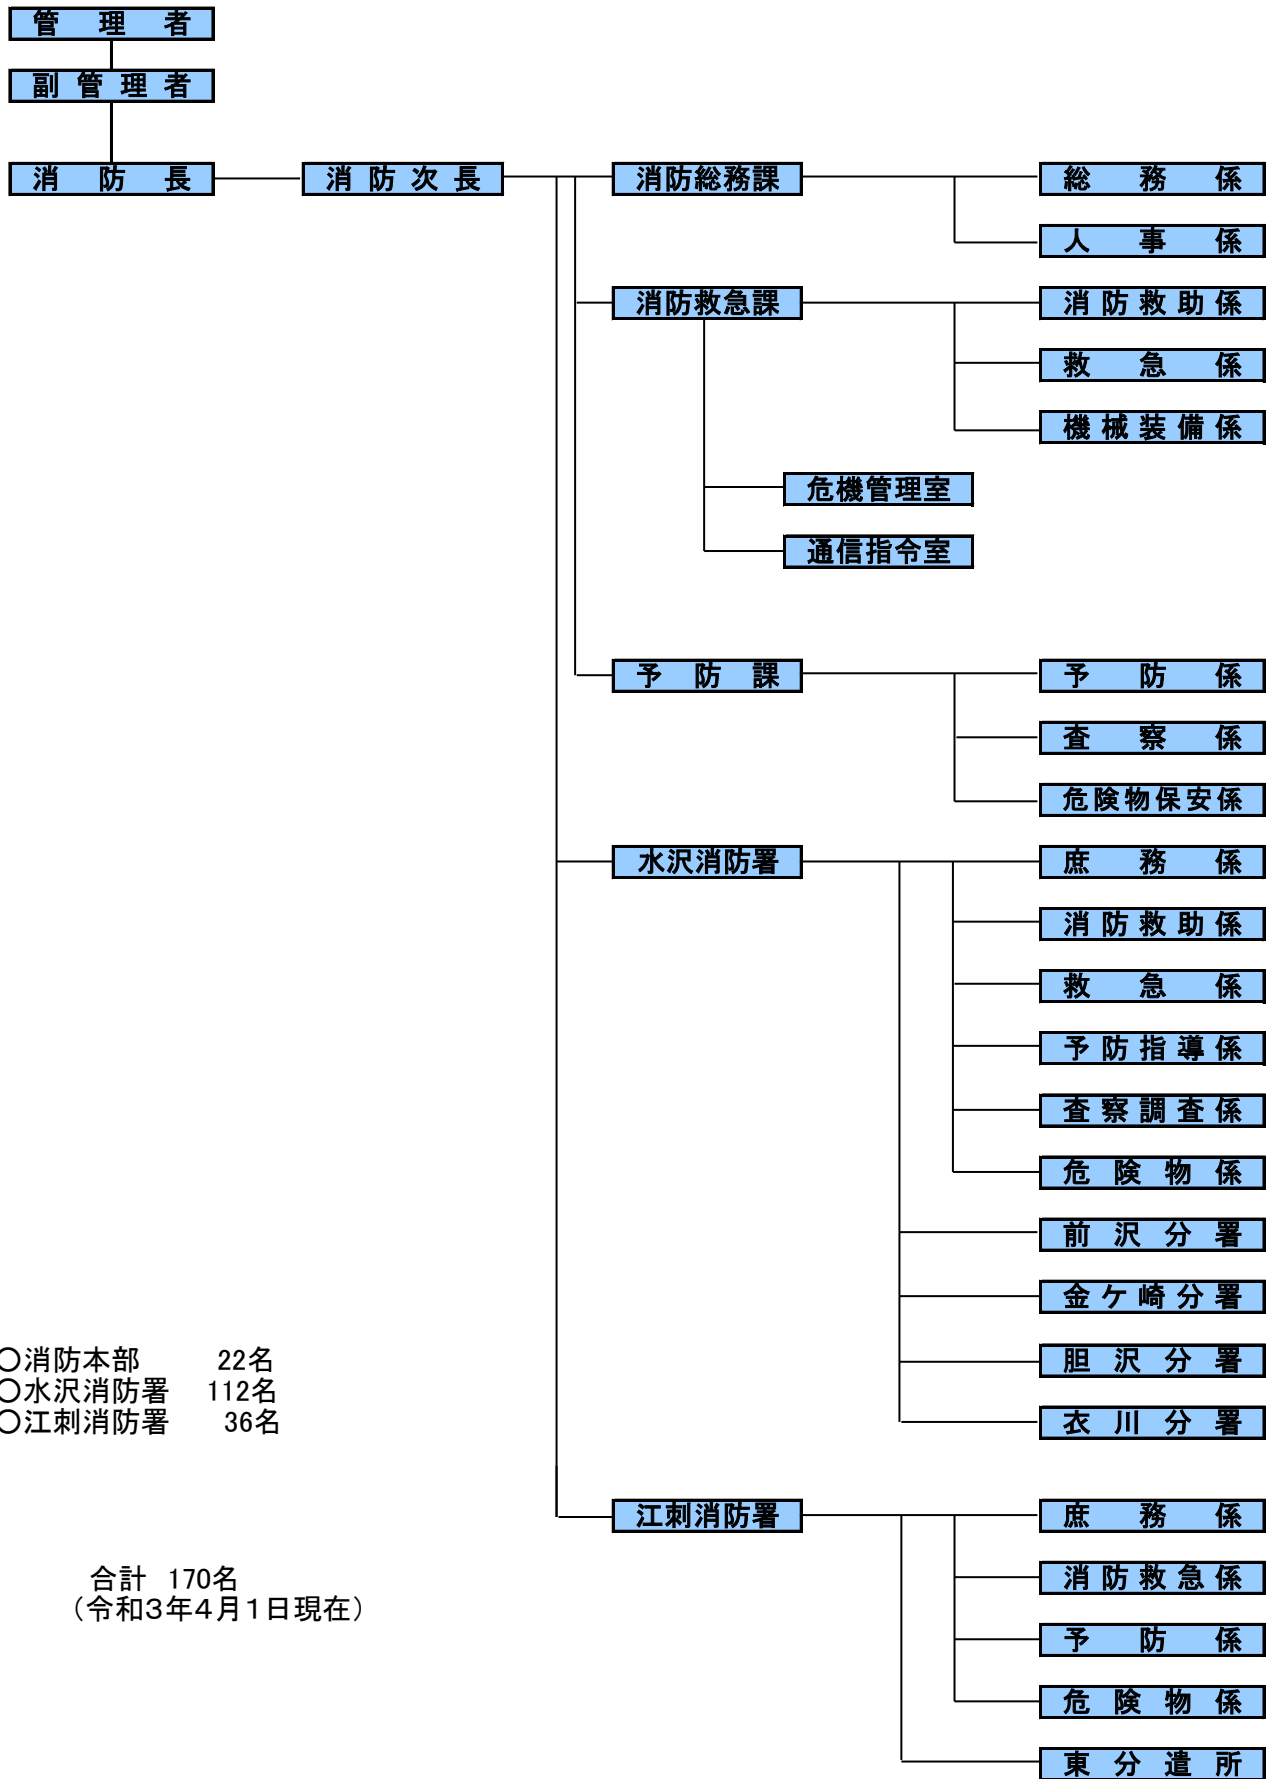 管理者
副管理者
消防長
消防次長
消防総務課
総務係
人事係
消防救急課
消防救助係
救急係
機械装備係
危機管理室
通信指令室
予防課
予防係
査察係
危険物保安係
水沢消防署
庶務係
消防救助係
救急係
予防指導係
査察調査係
危険物係
前沢分署
金ケ崎分署
胆沢分署
衣川分署
〇消防本部 22名
〇水沢消防署 112名
〇江刺消防署 36名
江刺消防署
庶務係
消防救急係
予防係
危険物係
東分遣所
合計 170名
（令和３年４月１日現在）